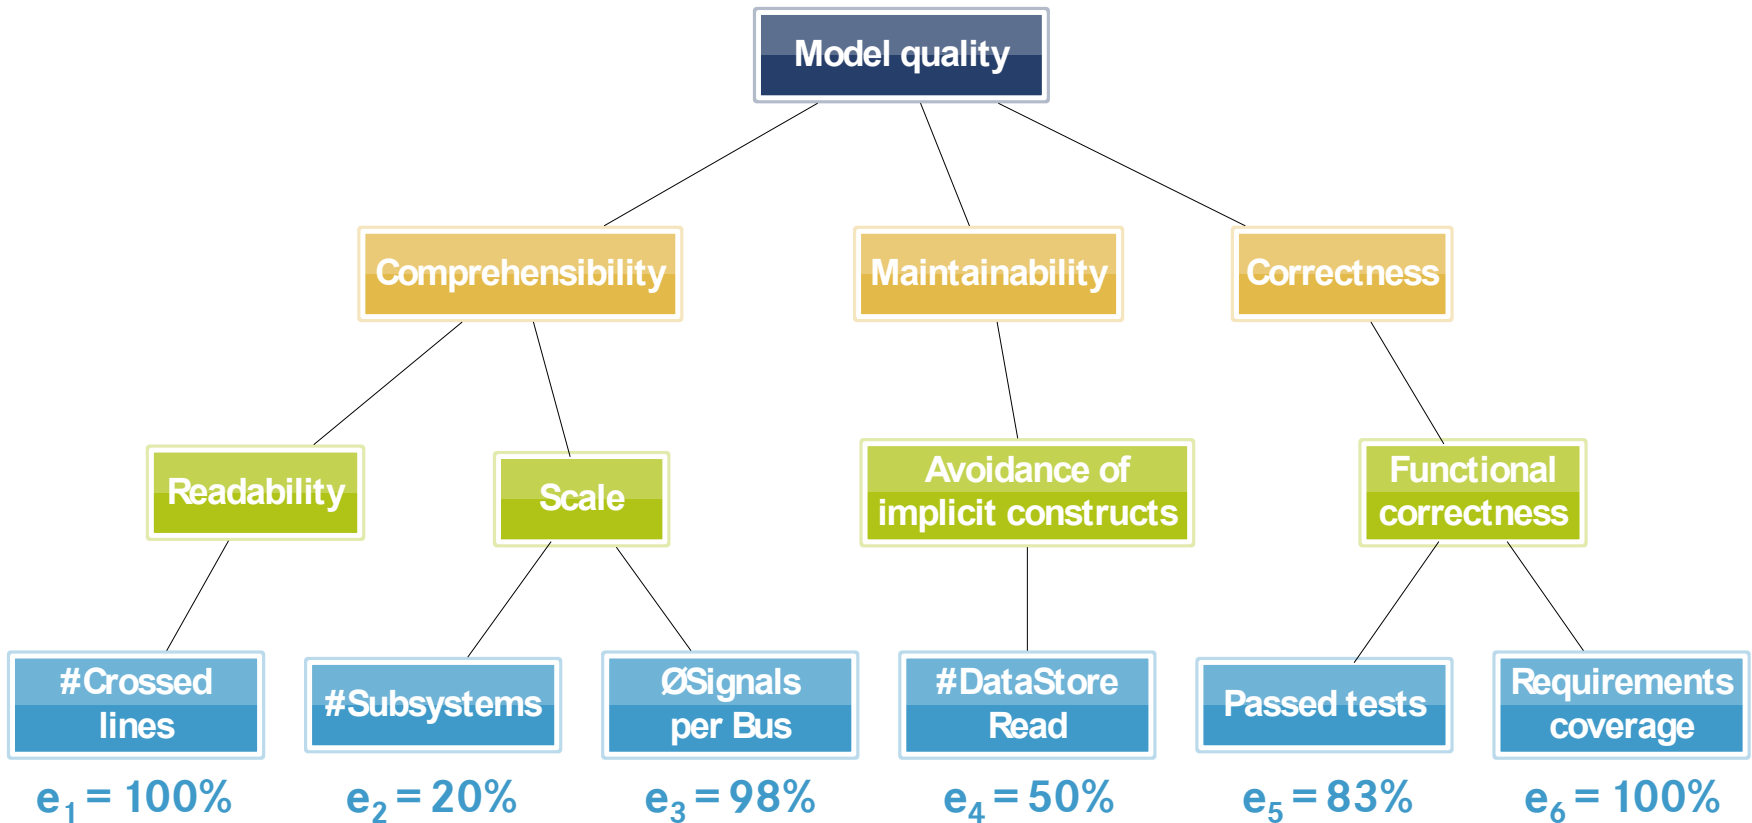 Model quality
Comprehensibility
Maintainability
Correctness
Readability
Scale
Avoidance of
implicit constructs
Functional
correctness
#Crossed
lines
#Subsystems
ØSignals
per Bus
#DataStore
Read
Passed tests
Requirements
coverage
e₁ = 100%
e₂ = 20%
e₃ = 98%
e₄ = 50%
e₅ = 83%
e₆ = 100%